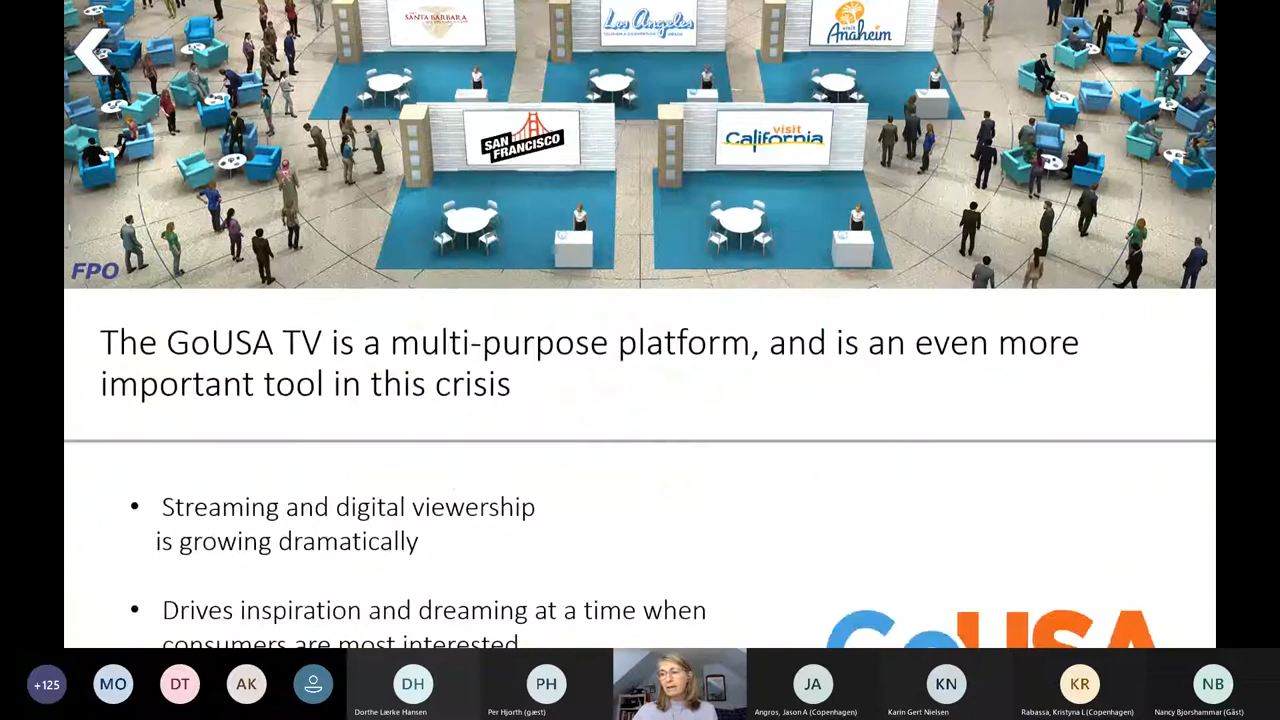 SANTA BARBARA
Los Angeles
visit
Anaheim
SAN
FRANCISCO
visit
California
FPO
The GoUSA TV is a multi-purpose platform, and is an even more
important tool in this crisis
• Streaming and digital viewership
is growing dramatically
• Drives inspiration and dreaming at a time when
consumers are most interested
GoUSA
+125
MO
DT
AK
DH
PH
JA
KN
KR
NB
Dorthe Lærke Hansen
Per Hjorth (gæst)
Angros, Jason A (Copenhagen)
Karin Gert Nielsen
Rabassa, Kristyna L (Copenhagen)
Nancy Bjorshammar (Gäst)